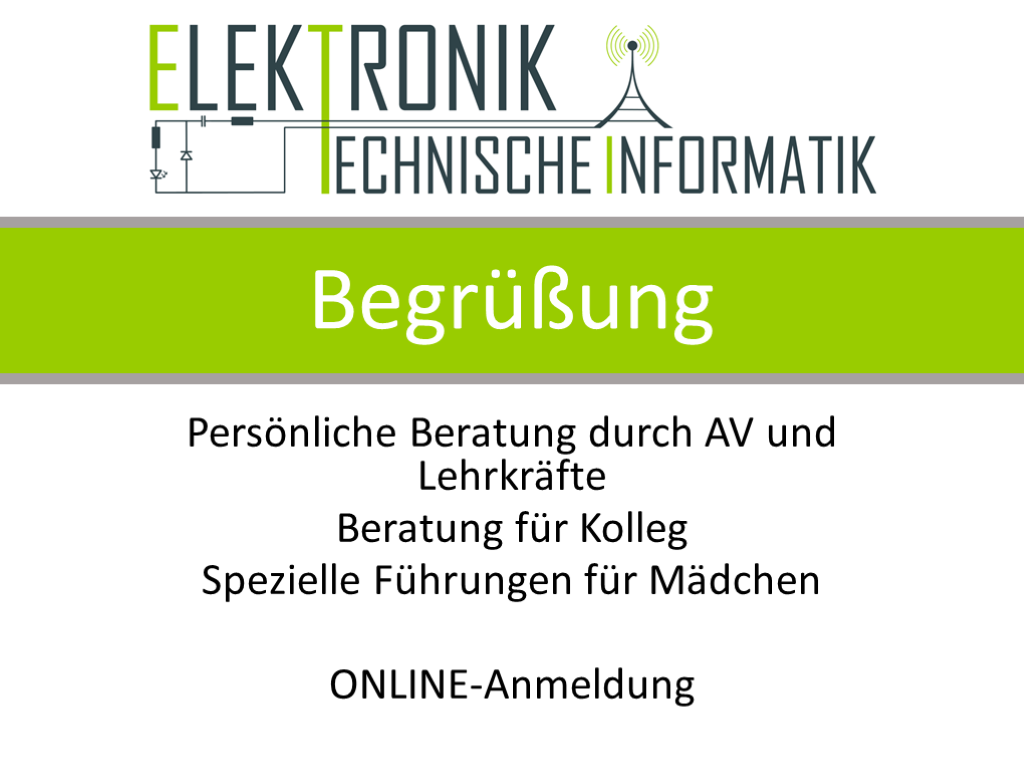 ELEKTRONIK
TECHNISCHE INFORMATIK
Begrüßung
Persönliche Beratung durch AV und
Lehrkräfte
Beratung für Kolleg
Spezielle Führungen für Mädchen
ONLINE-Anmeldung